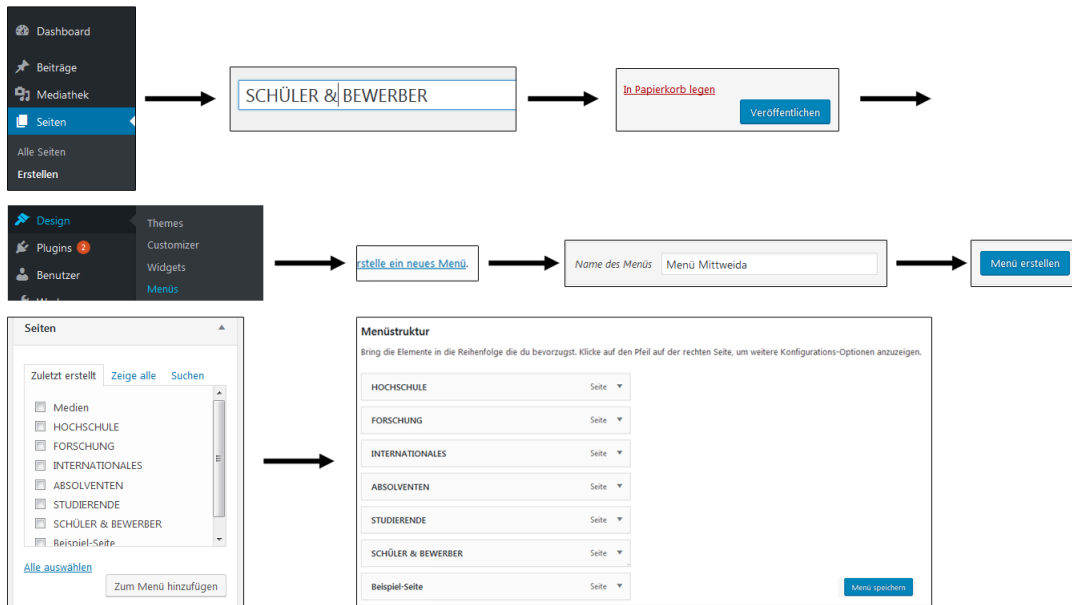 Dashboard
Beiträge
Mediathek
Seiten
Alle Seiten
Erstellen
SCHÜLER & BEWERBER
In Papierkorb legen
Veröffentlichen
Design
Plugins 2
Benutzer
Themes
Customizer
Widgets
Menüs
rstelle ein neues Menü.
Name des Menüs Menü Mittweida
Menü erstellen
Seiten
Zuletzt erstellt Zeige alle Suchen
Medien
HOCHSCHULE
FORSCHUNG
INTERNATIONALES
ABSOLVENTEN
STUDIERENDE
SCHÜLER & BEWERBER
Beispiel-Seite
Alle auswählen
Zum Menü hinzufügen
Menüstruktur
Bring die Elemente in die Reihenfolge die du bevorzugst. Klicke auf den Pfeil auf der rechten Seite, um weitere Konfigurations-Optionen anzuzeigen.
HOCHSCHULE Seite
FORSCHUNG Seite
INTERNATIONALES Seite
ABSOLVENTEN Seite
STUDIERENDE Seite
SCHÜLER & BEWERBER Seite
Beispiel-Seite Seite
Menü speichern